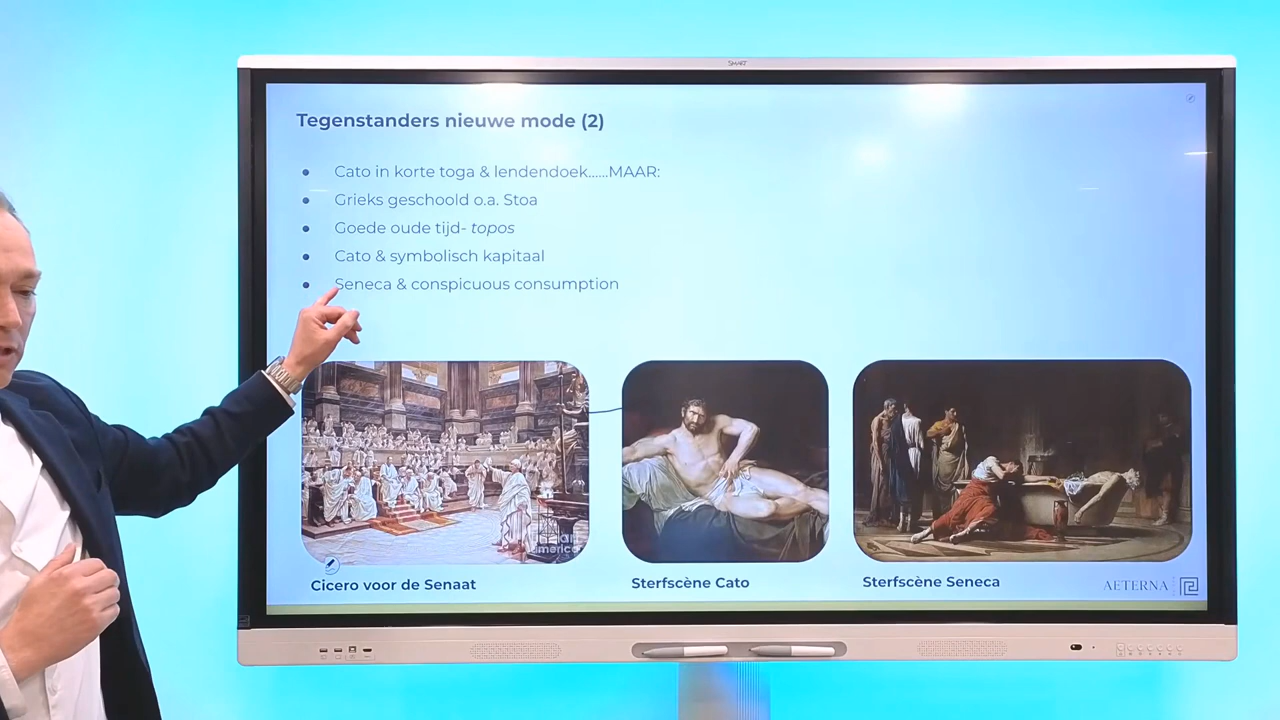 SMART
Tegenstanders nieuwe mode (2)
Cato in korte toga & lendendoek......MAAR:
Grieks geschoold o.a. Stoa
Goede oude tijd- topos
Cato & symbolisch kapitaal
Seneca & conspicuous consumption
Cicero voor de Senaat
Sterfscène Cato
Sterfscène Seneca
AETERNA